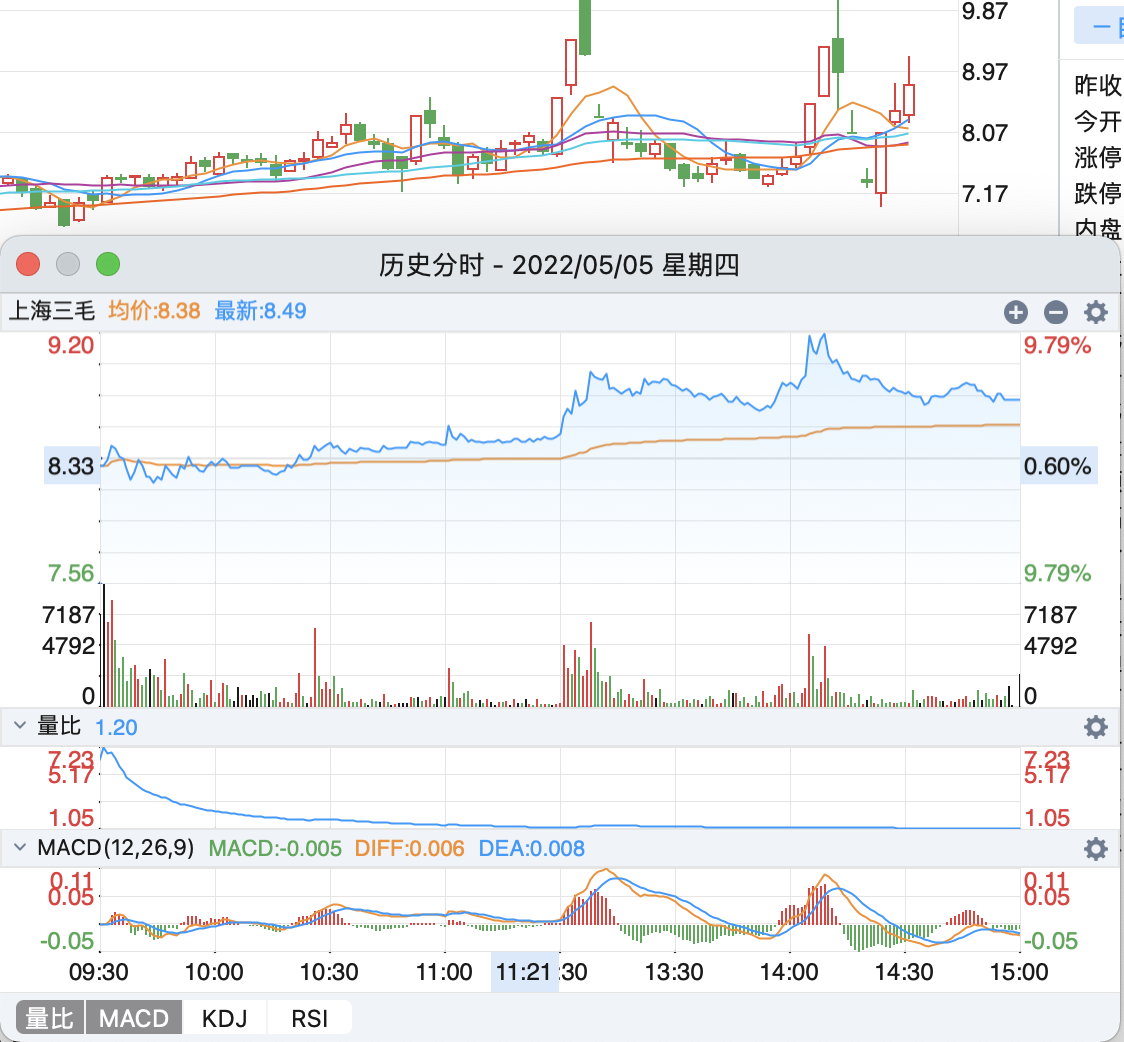 9.87
一
8.97
昨收
今开
8.07
涨停
7.17
跌停
内盘
历史分时 - 2022/05/05 星期四
上海三毛 均价:8.38 最新:8.49
9.20 9.79%
8.33 0.60%
7.56 9.79%
7187 7187
4792 4792
0 0
量比 1.20
7.23 7.23
5.17 5.17
1.05 1.05
MACD(12,26,9) MACD:-0.005 DIFF:0.006 DEA:0.008
0.11 0.11
0.05 0.05
-0.05 -0.05
09:30 10:00 10:30 11:00 11:21 :30 13:30 14:00 14:30 15:00
量比 MACD KDJ RSI